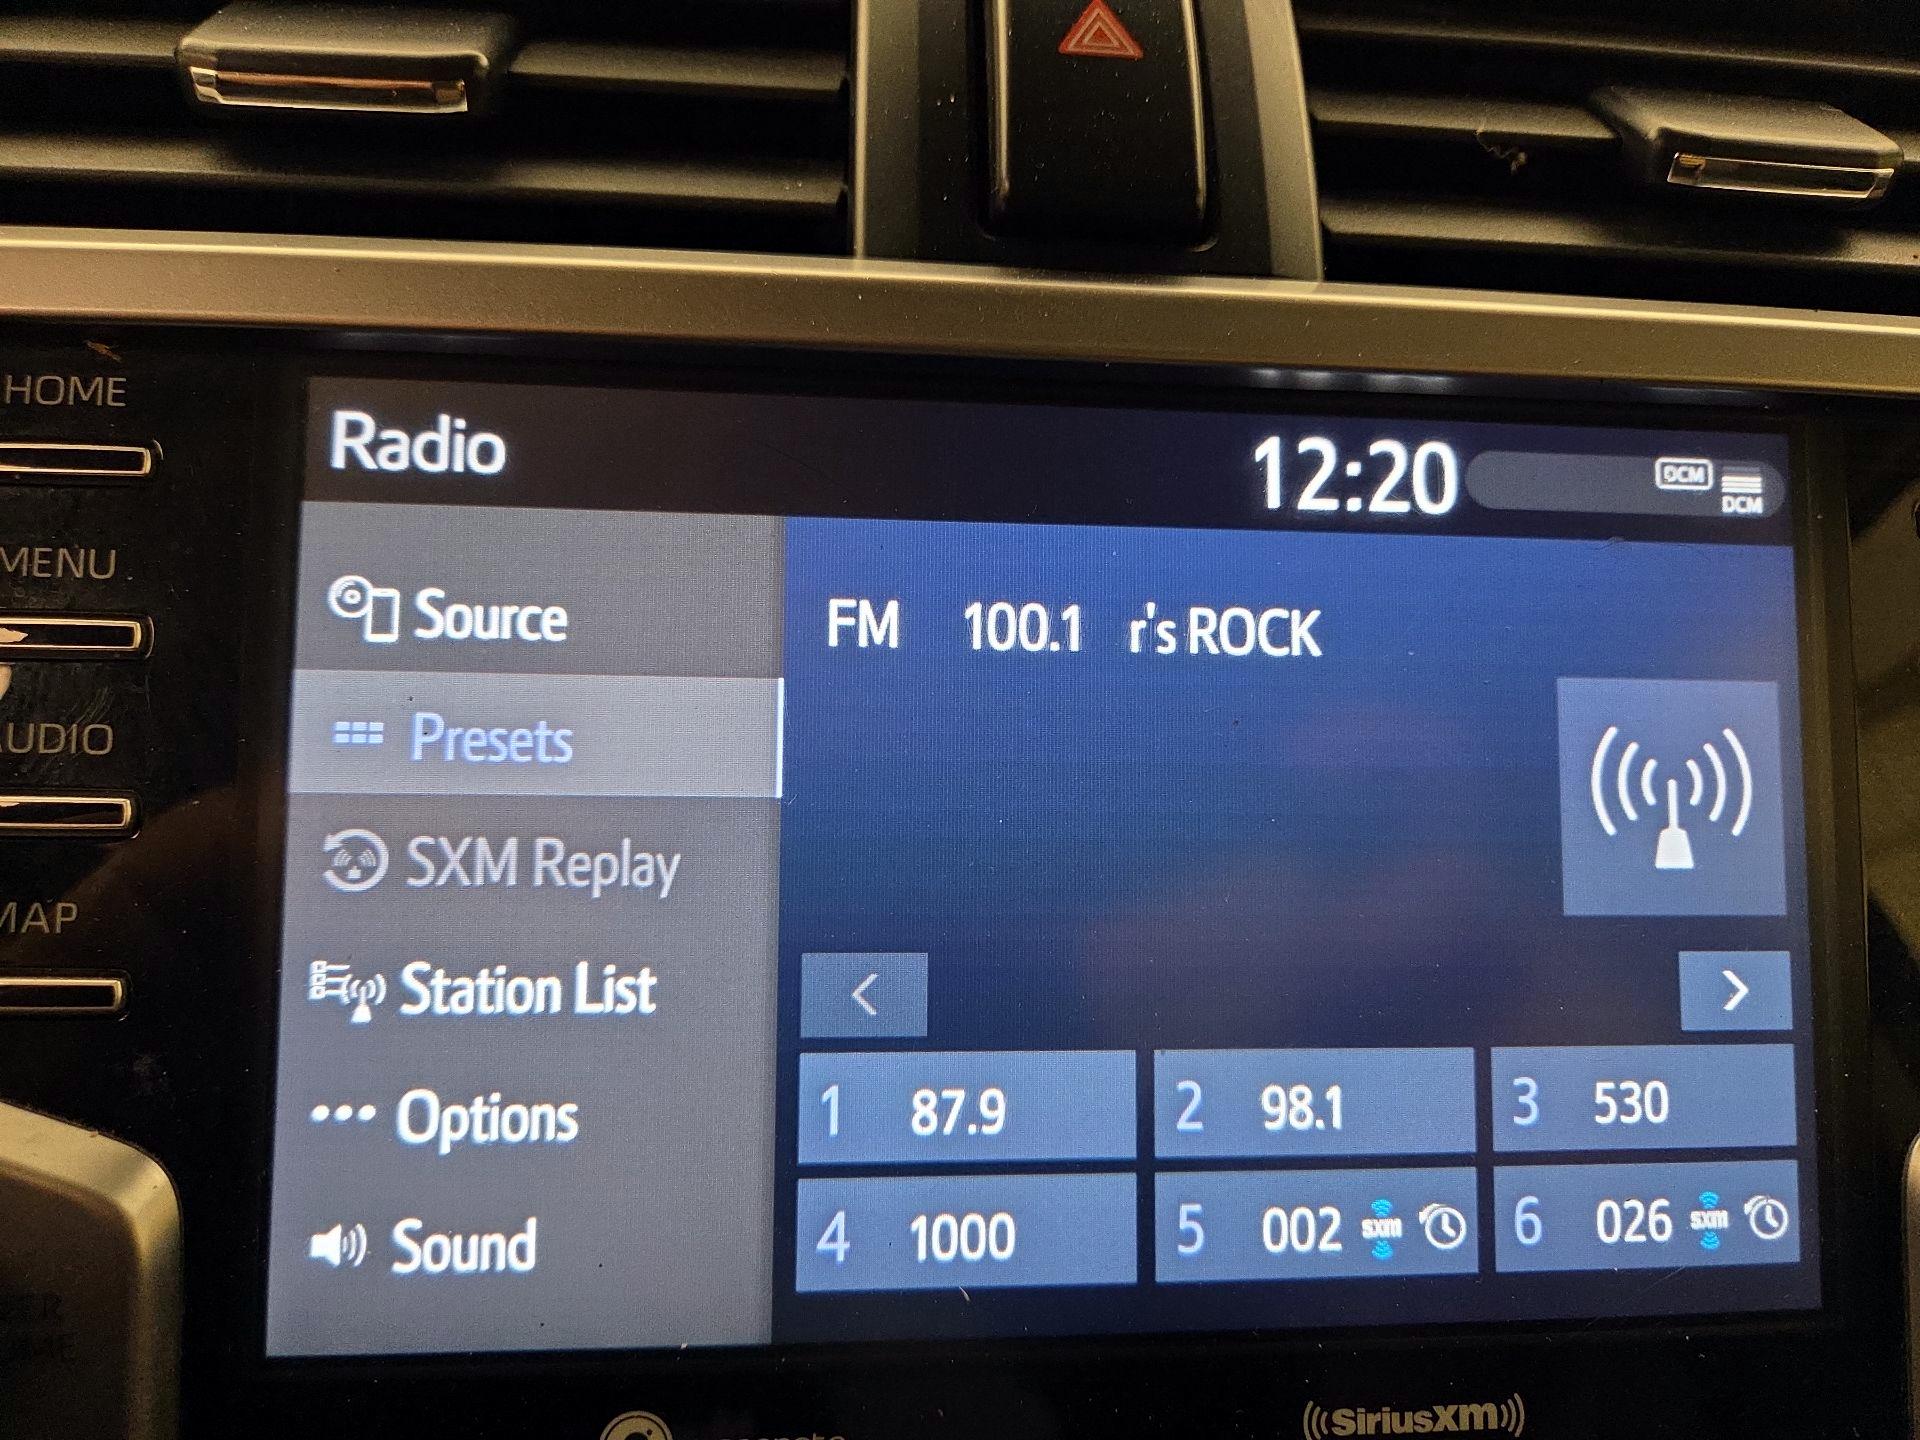 HOME
MENU
AUDIO
MAP
Radio
12:20
DCM
DCM
Source
Presets
SXM Replay
Station List
Options
Sound
FM 100.1 r's ROCK
1 87.9
2 98.1
3 530
4 1000
5 002 sxm
6 026 sxm
SiriusXM